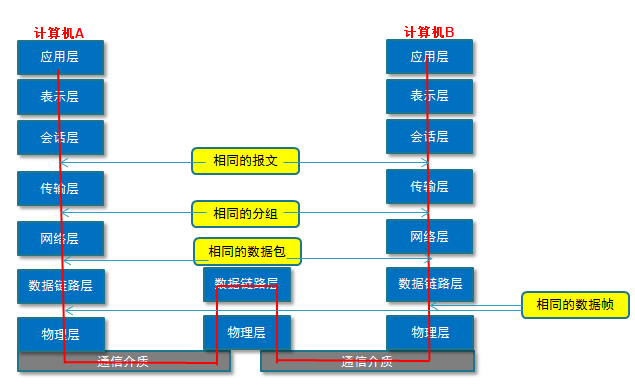 计算机A
计算机B
应用层
应用层
表示层
表示层
会话层
会话层
相同的报文
传输层
传输层
相同的分组
网络层
网络层
相同的数据包
数据链路层
数据链路层
数据链路层
相同的数据帧
物理层
物理层
物理层
通信介质
通信介质